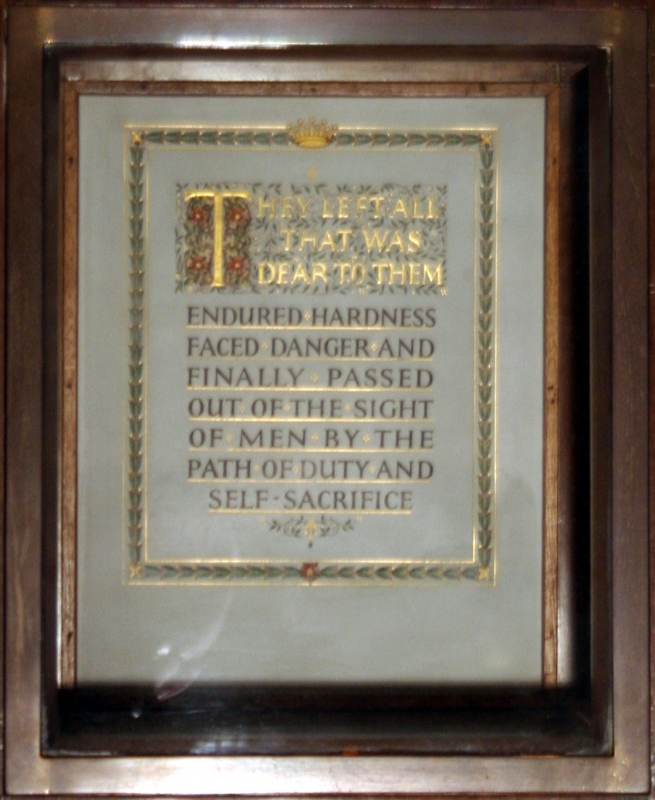 THEY LEFT ALL
THAT WAS
DEAR TO THEM
ENDURED·HARDNESS
FACED·DANGER·AND
FINALLY·PASSED
OUT·OF·THE·SIGHT
OF·MEN·BY·THE
PATH·OF·DUTY·AND
SELF-SACRIFICE